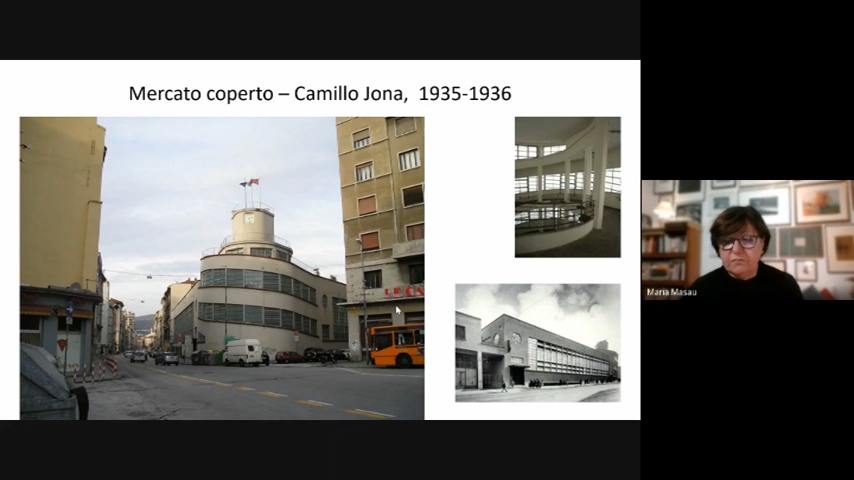 Mercato coperto – Camillo Jona,  1935-1936
Maria Masau